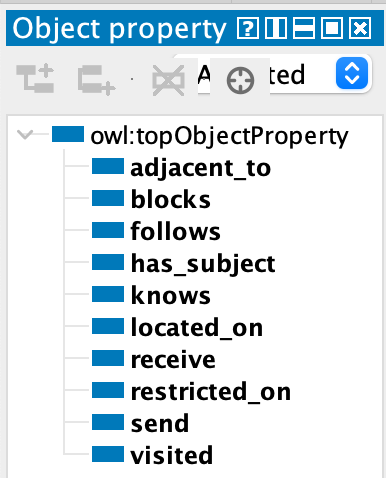 Object property
owl:topObjectProperty
adjacent_to
blocks
follows
has_subject
knows
located_on
receive
restricted_on
send
visited